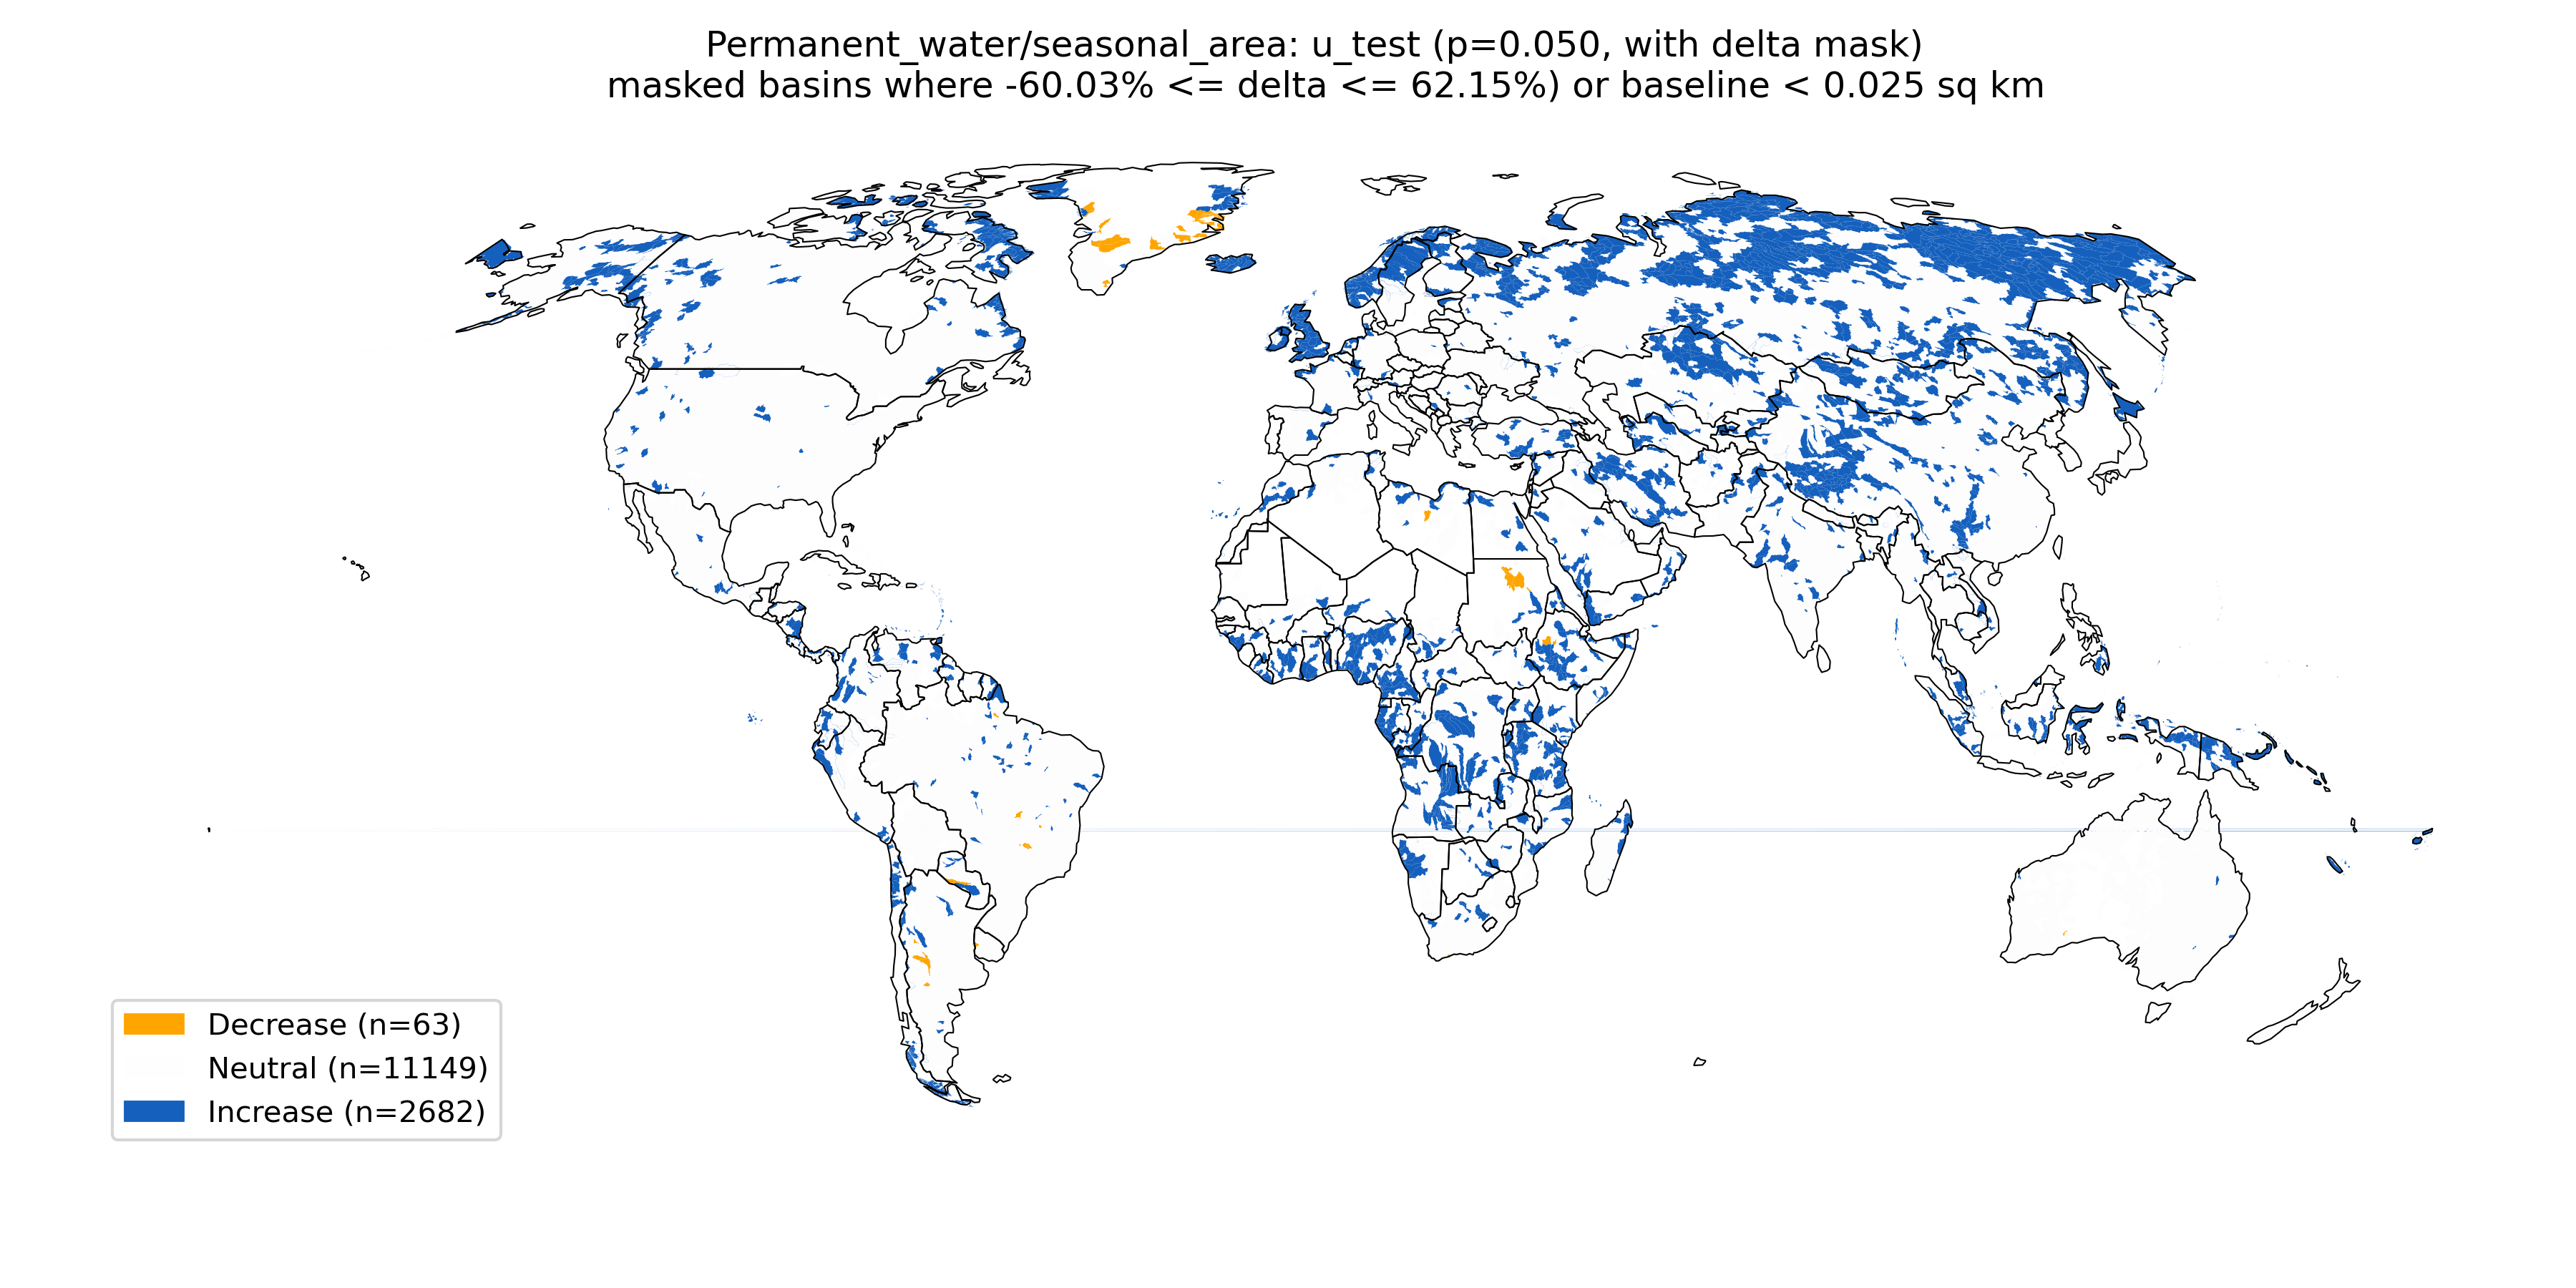 Permanent_water/seasonal_area: u_test (p=0.050, with delta mask)
masked basins where -60.03% <= delta <= 62.15%) or baseline < 0.025 sq km
Decrease (n=63)
Neutral (n=11149)
Increase (n=2682)